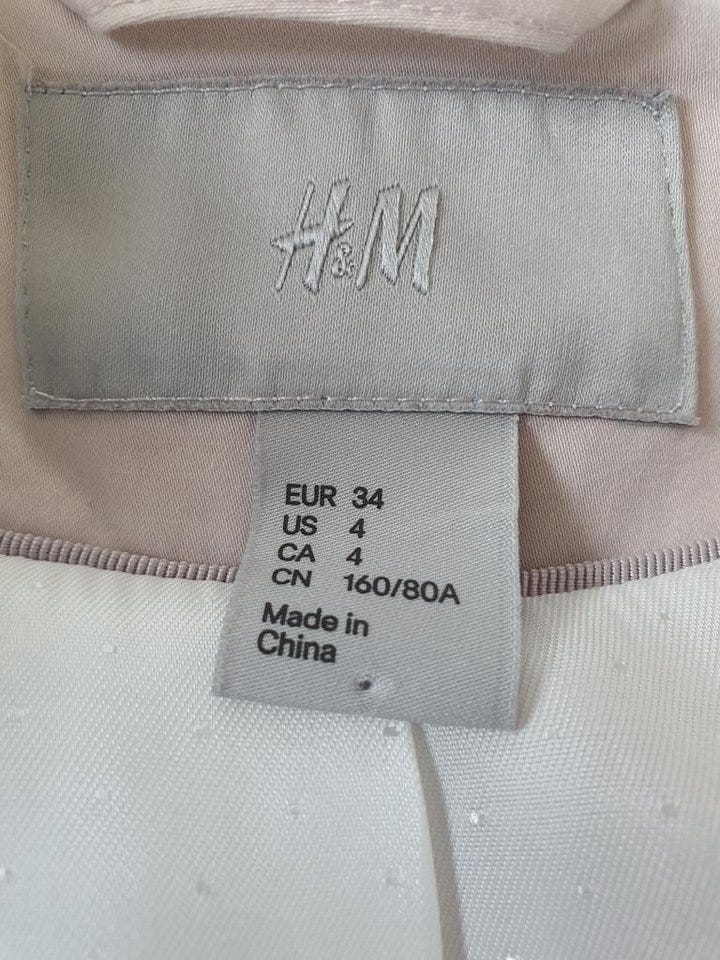 H&M
EUR 34
US 4
CA 4
CN 160/80A
Made in
China